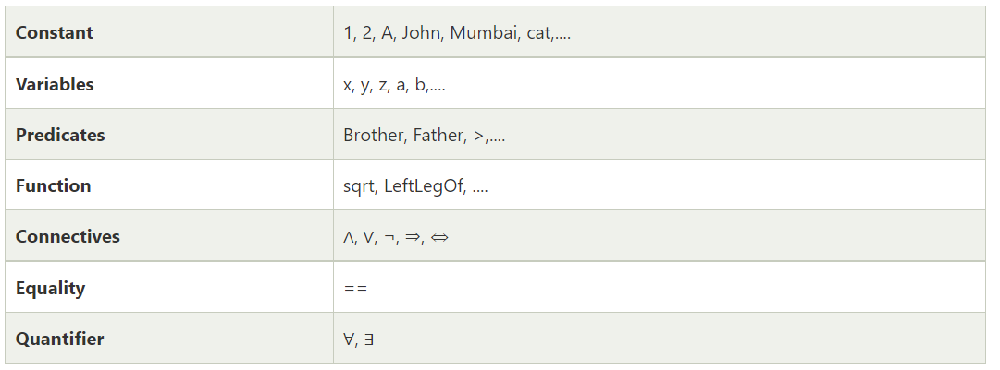 Constant 1, 2, A, John, Mumbai, cat,....
Variables x, y, z, a, b,....
Predicates Brother, Father, >,....
Function sqrt, LeftLegOf, ....
Connectives ∧, ∨, ¬, ⇒, ⇔
Equality ==
Quantifier ∀, ∃